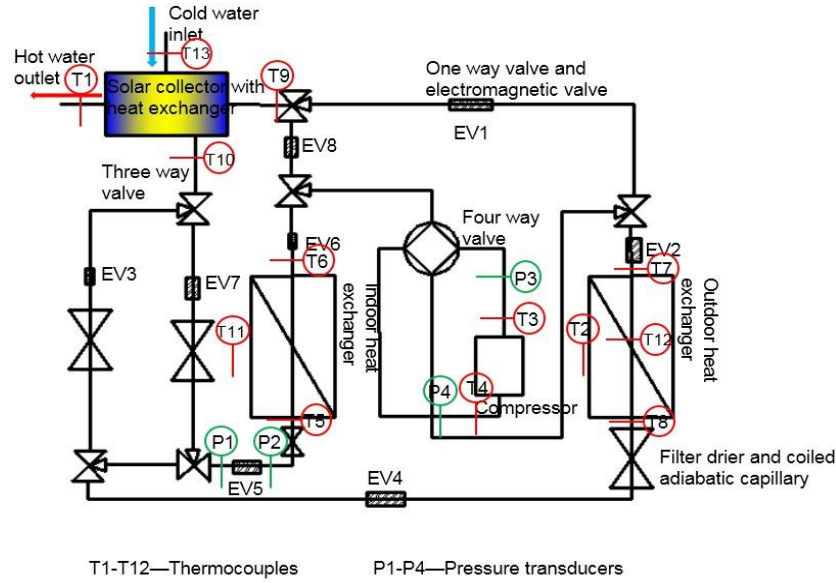 Cold water
inlet
T13
Hot water
outlet
T1
Solar collector with
heat exchanger
T9
One way valve and
electromagnetic valve
EV1
EV8
T10
Three way
valve
Four way
valve
EV6
EV2
T6
T7
EV3
EV7
P3
Indoor heat
exchanger
Outdoor heat
exchanger
T11
T3
T2
T12
P4
T4
Compressor
T5
T8
P1
P2
EV5
Filter drier and coiled
adiabatic capillary
EV4
T1-T12—Thermocouples
P1-P4—Pressure transducers